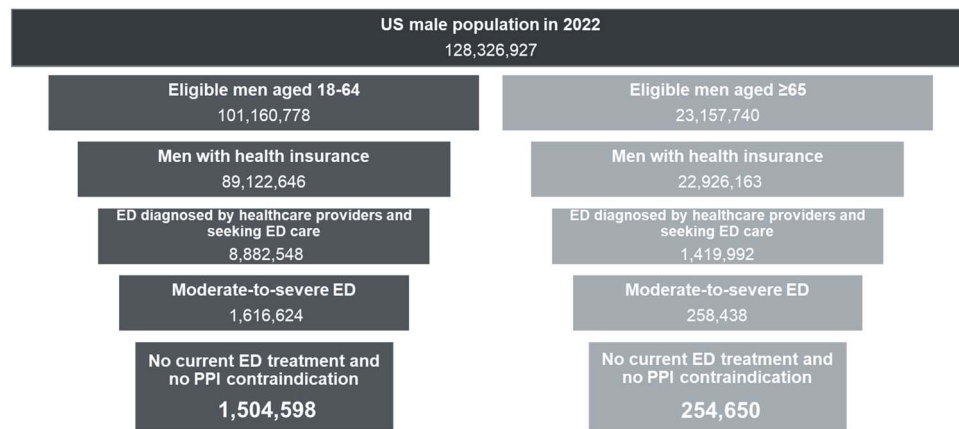 US male population in 2022
128,326,927
Eligible men aged 18-64
101,160,778
Eligible men aged ≥65
23,157,740
Men with health insurance
89,122,646
Men with health insurance
22,926,163
ED diagnosed by healthcare providers and
seeking ED care
8,882,548
ED diagnosed by healthcare providers and
seeking ED care
1,419,992
Moderate-to-severe ED
1,616,624
Moderate-to-severe ED
258,438
No current ED treatment and
no PPI contraindication
1,504,598
No current ED treatment and
no PPI contraindication
254,650